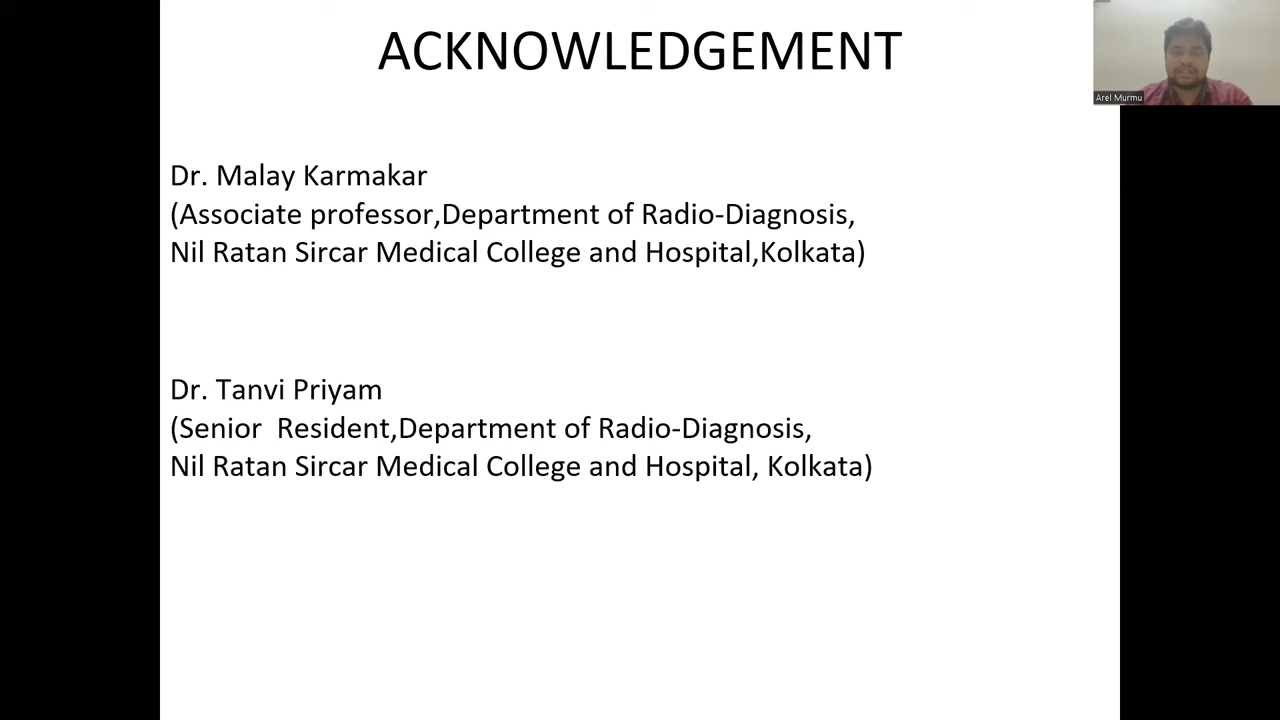 ACKNOWLEDGEMENT
Arel Murmu
Dr. Malay Karmakar
(Associate professor,Department of Radio-Diagnosis,
Nil Ratan Sircar Medical College and Hospital,Kolkata)
Dr. Tanvi Priyam
(Senior  Resident,Department of Radio-Diagnosis,
Nil Ratan Sircar Medical College and Hospital, Kolkata)